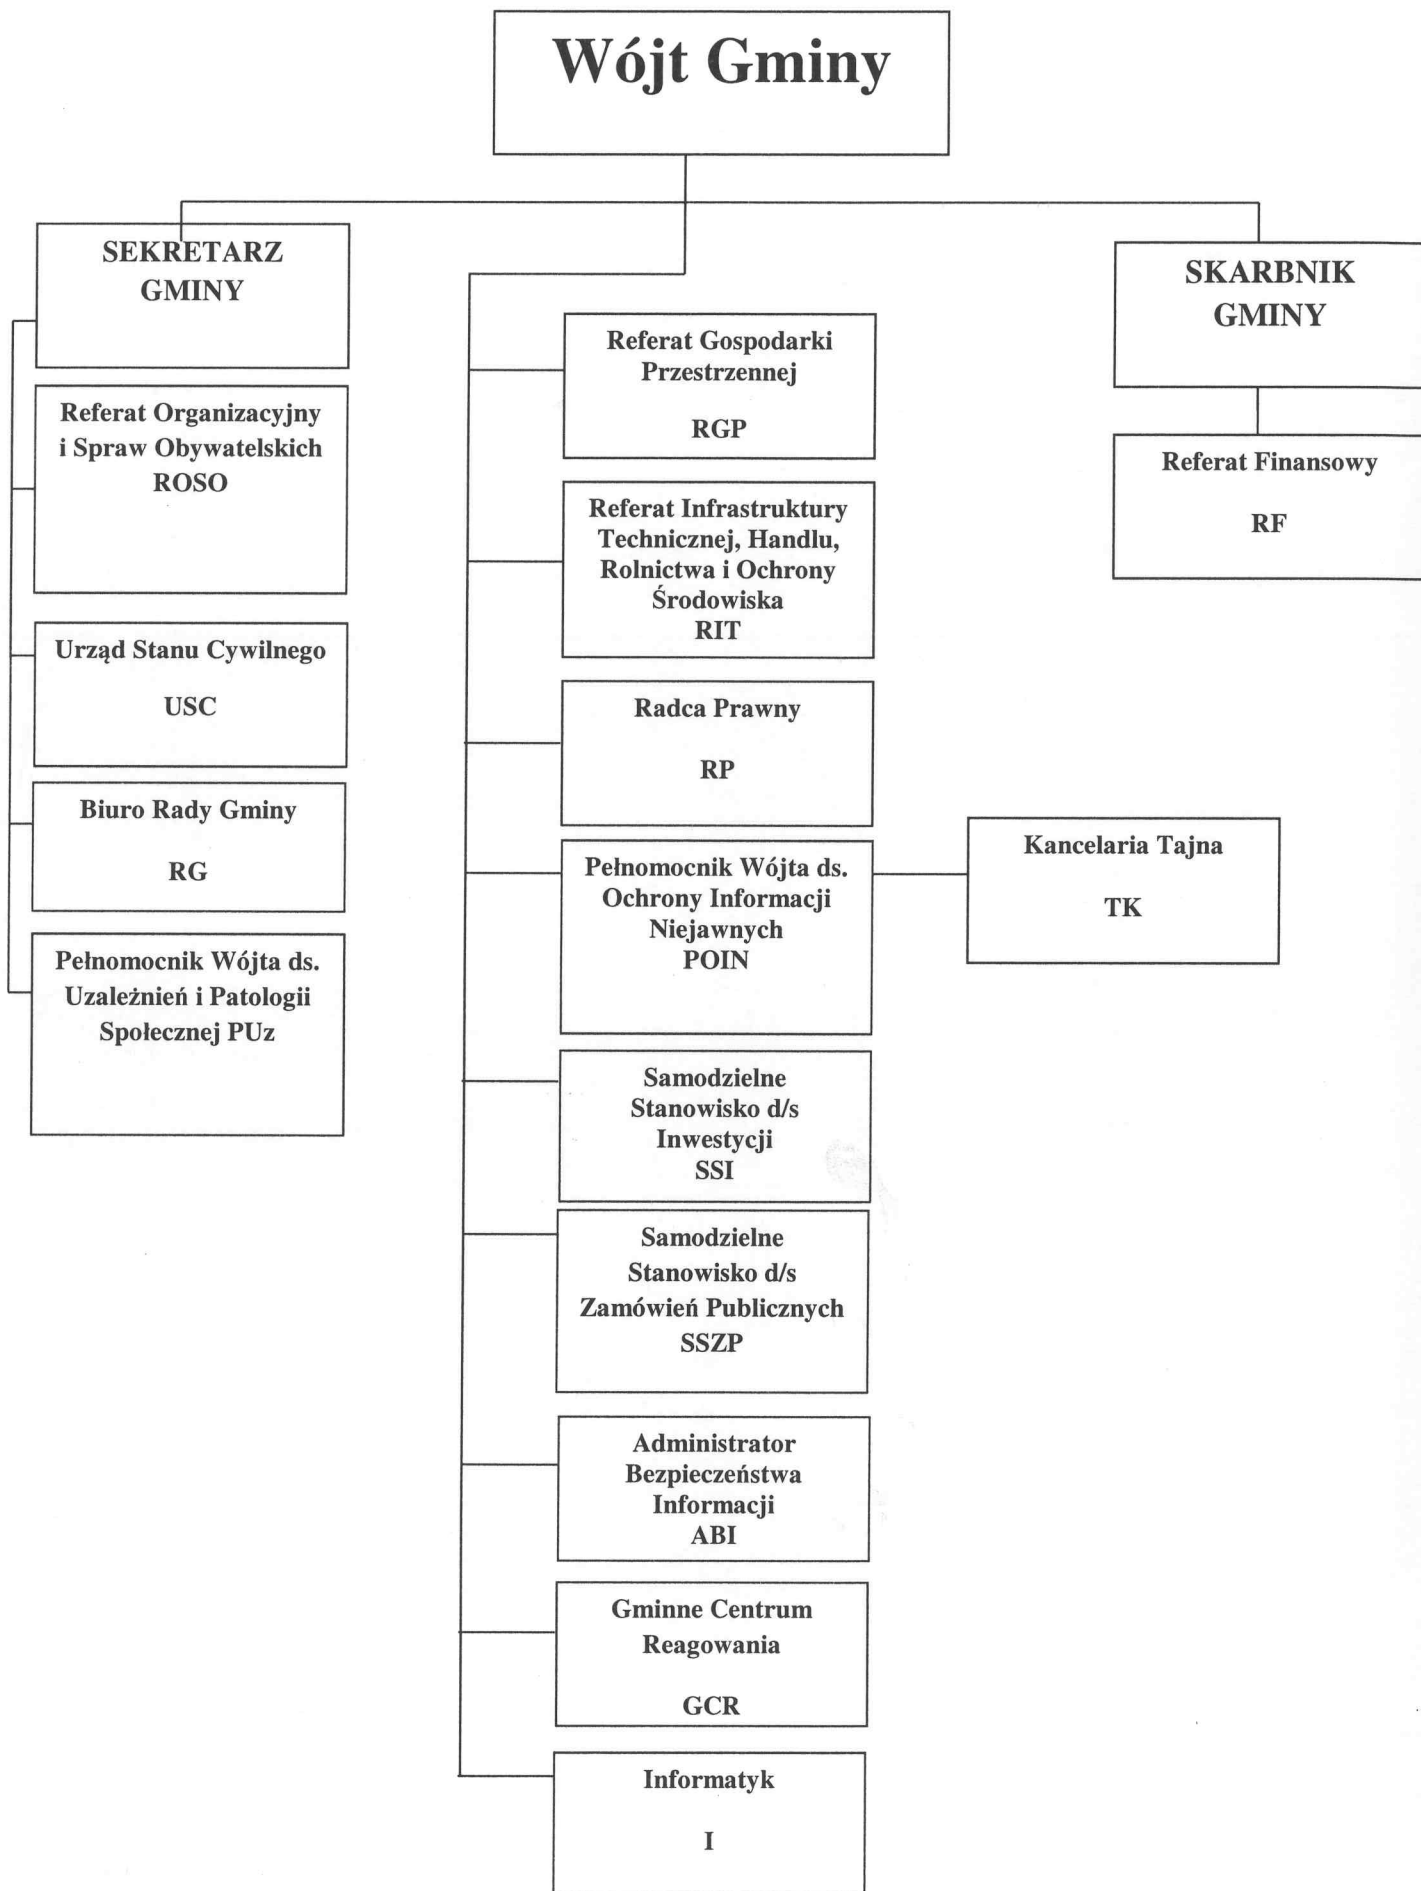 Wójt Gminy
SEKRETARZ
GMINY
Referat Organizacyjny
i Spraw Obywatelskich
ROSO
Urząd Stanu Cywilnego
USC
Biuro Rady Gminy
RG
Pełnomocnik Wójta ds.
Uzależnień i Patologii
Społecznej PUz
Referat Gospodarki
Przestrzennej
RGP
Referat Infrastruktury
Technicznej, Handlu,
Rolnictwa i Ochrony
Środowiska
RIT
Radca Prawny
RP
Pełnomocnik Wójta ds.
Ochrony Informacji
Niejawnych
POIN
Kancelaria Tajna
TK
Samodzielne
Stanowisko d/s
Inwestycji
SSI
Samodzielne
Stanowisko d/s
Zamówień Publicznych
SSZP
Administrator
Bezpieczeństwa
Informacji
ABI
Gminne Centrum
Reagowania
GCR
Informatyk
I
SKARBNIK
GMINY
Referat Finansowy
RF